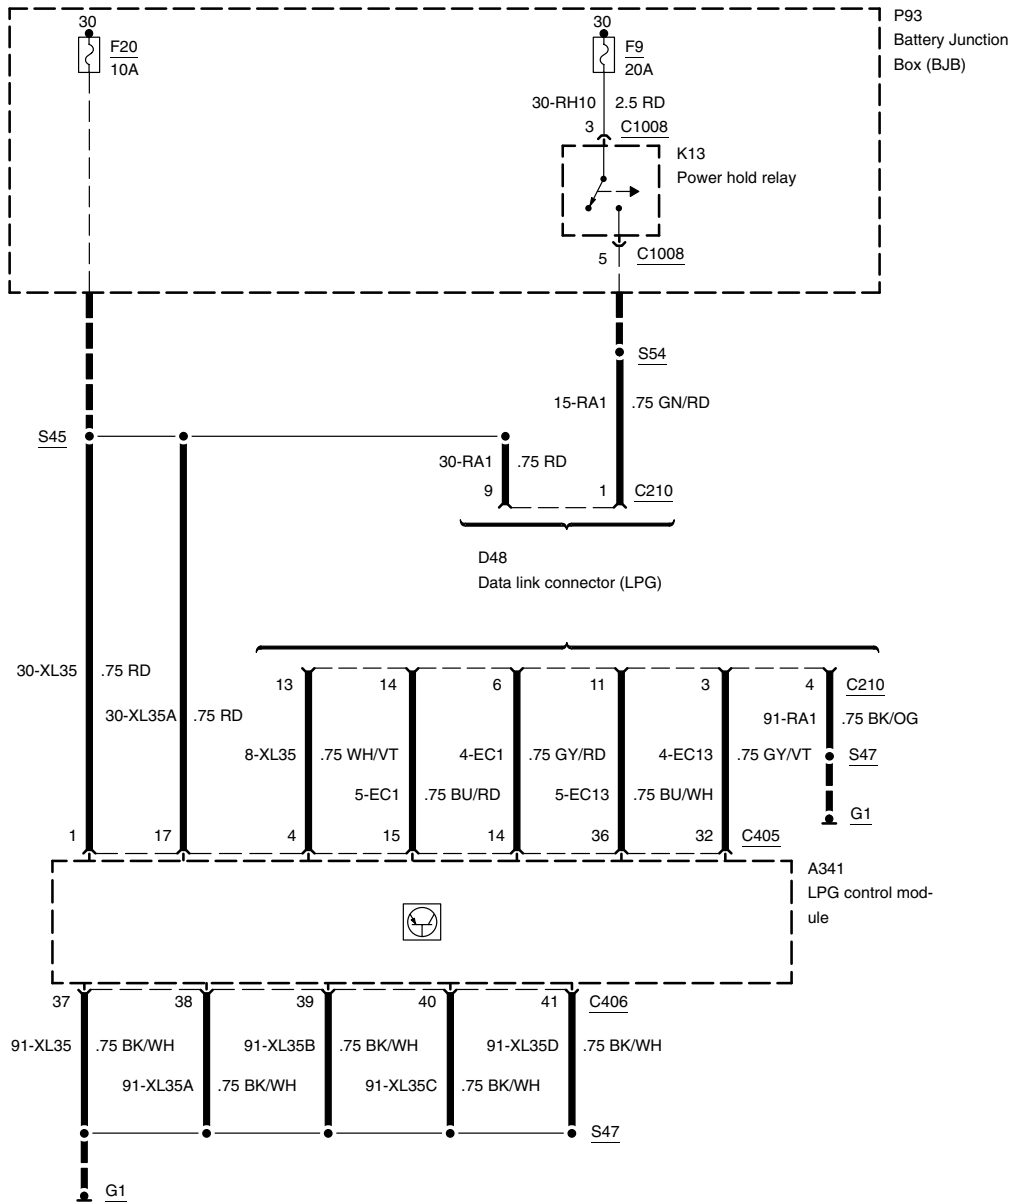 30
30
P93
F20
F9
Battery Junction
10A
20A
Box (BJB)
30-RH10 2.5 RD
3 C1008
K13
Power hold relay
5 C1008
S54
15-RA1 .75 GN/RD
S45
30-RA1 .75 RD
9 1 C210
D48
Data link connector (LPG)
30-XL35 .75 RD
13 14 6 11 3 4 C210
30-XL35A .75 RD
91-RA1 .75 BK/OG
8-XL35 .75 WH/VT 4-EC1 .75 GY/RD 4-EC13 .75 GY/VT S47
5-EC1 .75 BU/RD 5-EC13 .75 BU/WH
G1
1 17 4 15 14 36 32 C405
A341
LPG control mod-
ule
37 38 39 40 41 C406
91-XL35 .75 BK/WH 91-XL35B .75 BK/WH 91-XL35D .75 BK/WH
91-XL35A .75 BK/WH 91-XL35C .75 BK/WH
S47
G1